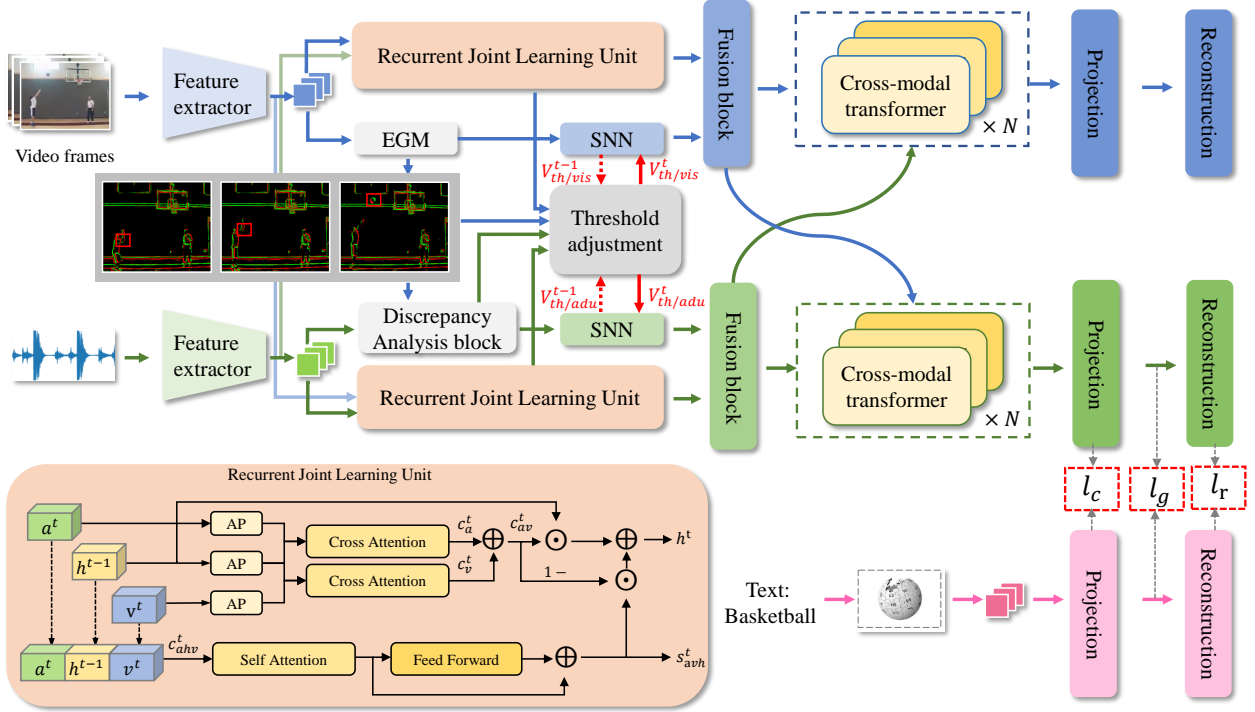 Video frames
Feature
extractor
Recurrent Joint Learning Unit
EGM
SNN
V_{th/vis}^{t-1}
V_{th/vis}^{t}
Threshold
adjustment
V_{th/adu}^{t-1}
V_{th/adu}^{t}
Fusion block
Cross-modal
transformer
× N
Projection
Reconstruction
Feature
extractor
Discrepancy
Analysis block
SNN
Recurrent Joint Learning Unit
Fusion block
Cross-modal
transformer
× N
Projection
Reconstruction
l_c
l_g
l_r
Text:
Basketball
Projection
Reconstruction
Recurrent Joint Learning Unit
a^t
h^{t-1}
v^t
AP
AP
AP
Cross Attention
Cross Attention
c_a^t
c_v^t
c_{av}^t
1 −
h^t
a^t
h^{t-1}
v^t
c_{ahv}^t
Self Attention
Feed Forward
s_{avh}^t